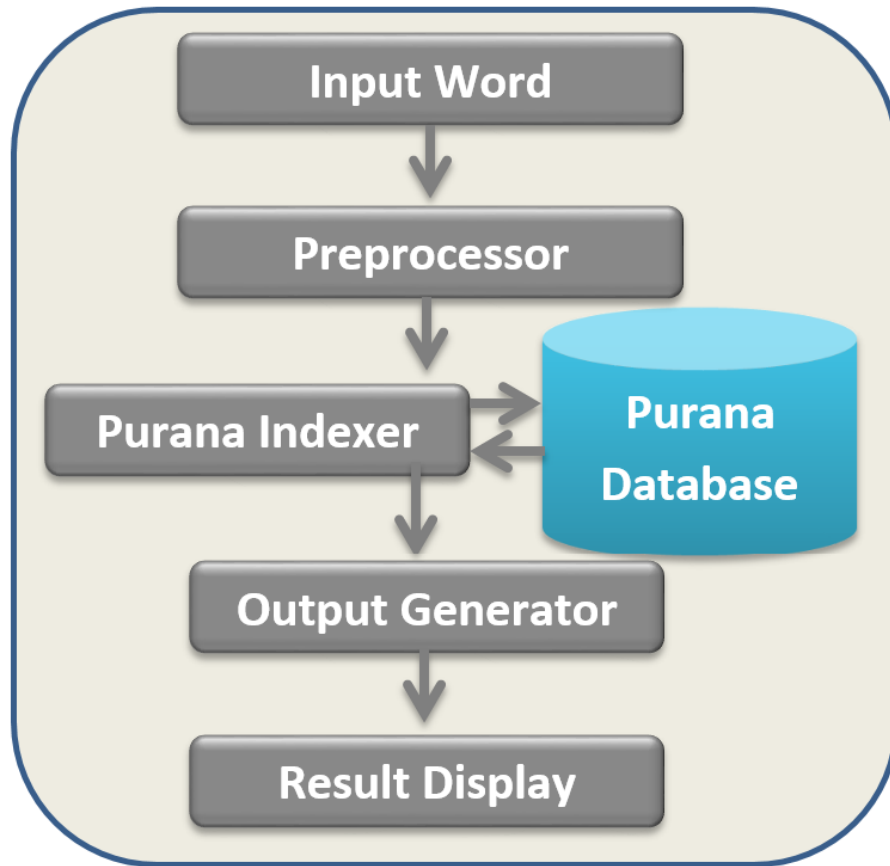 Input Word
Preprocessor
Purana Indexer
Purana
Database
Output Generator
Result Display